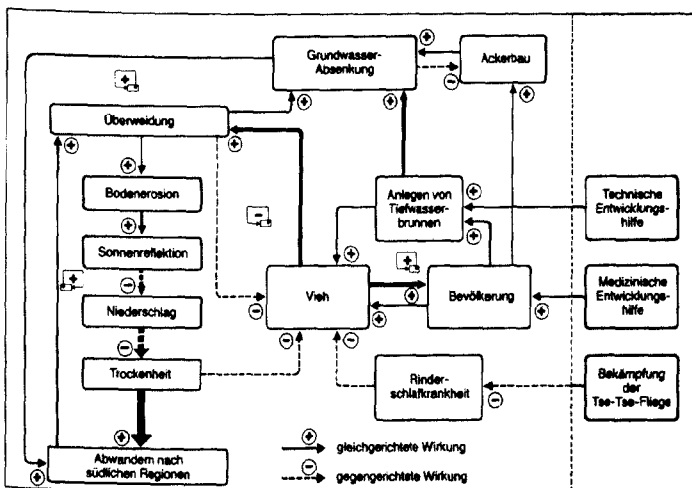 Grundwasser-
Absenkung
Ackerbau
Überweidung
Bodenerosion
Anlegen von
Tiefwasser-
brunnen
Technische
Entwicklungs-
hilfe
Sonnenreflektion
Vieh
Bevölkerung
Medizinische
Entwicklungs-
hilfe
Niederschlag
Trockenheit
Rinder-
schlafkrankheit
Bekämpfung
der
Tse-Tse-Fliege
Abwandern nach
südlichen Regionen
gleichgerichtete Wirkung
gegengerichtete Wirkung